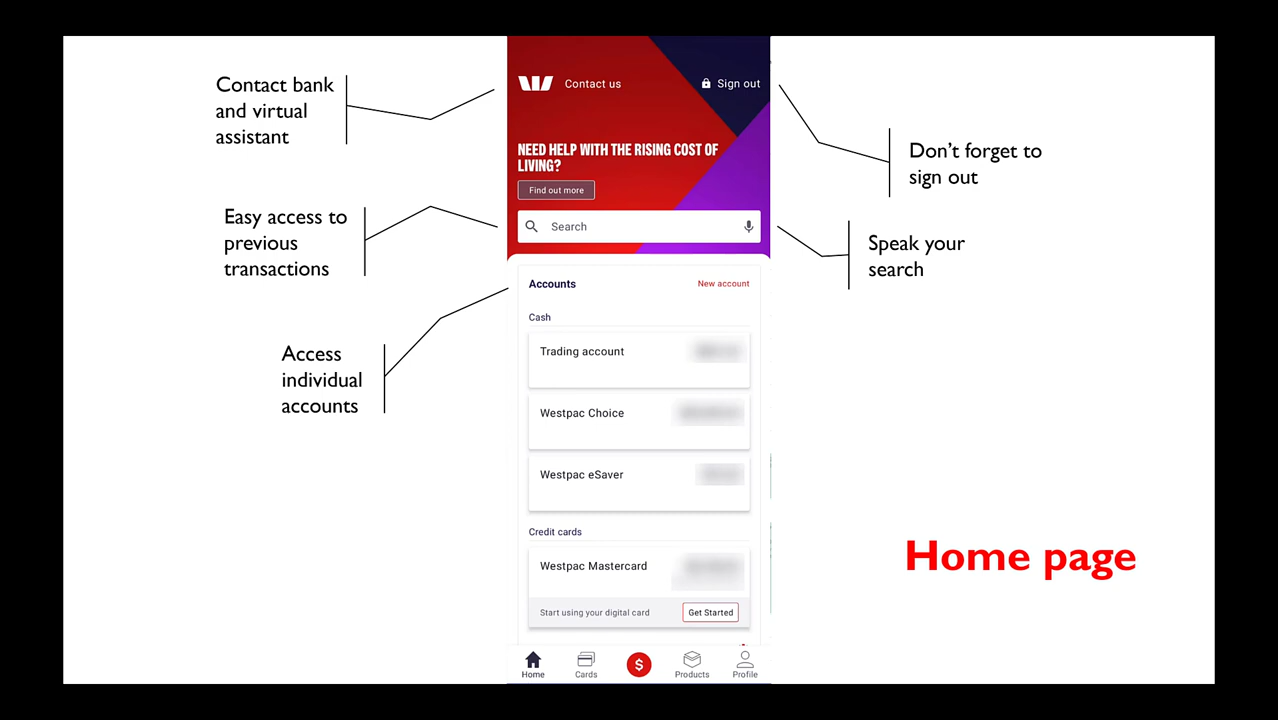 Contact bank
and virtual
assistant
Easy access to
previous
transactions
Access
individual
accounts
Contact us
Sign out
NEED HELP WITH THE RISING COST OF
LIVING?
Find out more
Search
Accounts
New account
Cash
Trading account
Westpac Choice
Westpac eSaver
Credit cards
Westpac Mastercard
Start using your digital card
Get Started
Home
Cards
$
Products
Profile
Don't forget to
sign out
Speak your
search
Home page